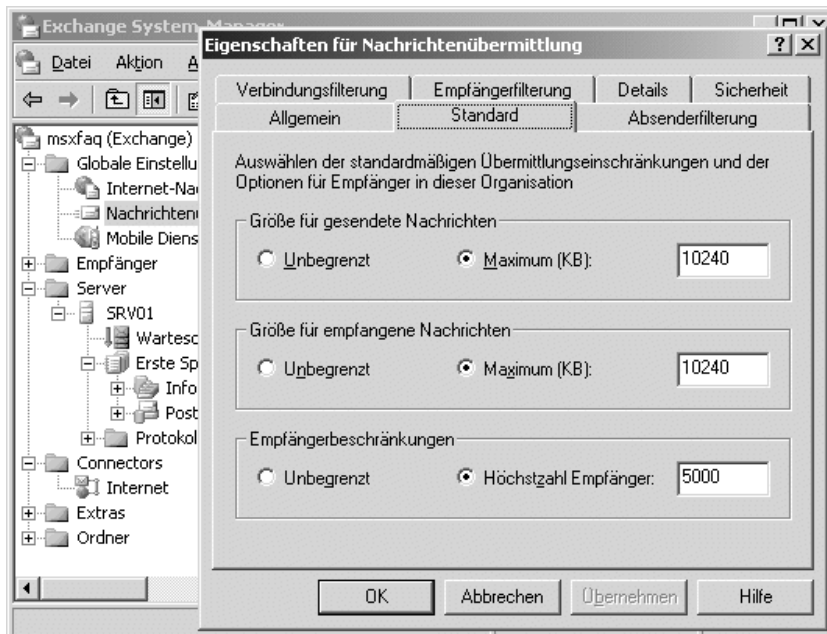 Exchange System-Manager
Datei Aktion A
msxfaq (Exchange)
Globale Einstellu
Internet-Na
Nachrichten
Mobile Diens
Empfänger
Server
SRV01
Wartesc
Erste Sp
Info
Post
Protokol
Connectors
Internet
Extras
Ordner
Eigenschaften für Nachrichtenübermittlung
Verbindungsfilterung Empfängerfilterung Details Sicherheit
Allgemein Standard Absenderfilterung
Auswählen der standardmäßigen Übermittlungseinschränkungen und der
Optionen für Empfänger in dieser Organisation
Größe für gesendete Nachrichten
Unbegrenzt Maximum (KB): 10240
Größe für empfangene Nachrichten
Unbegrenzt Maximum (KB): 10240
Empfängerbeschränkungen
Unbegrenzt Höchstzahl Empfänger: 5000
OK Abbrechen Übernehmen Hilfe